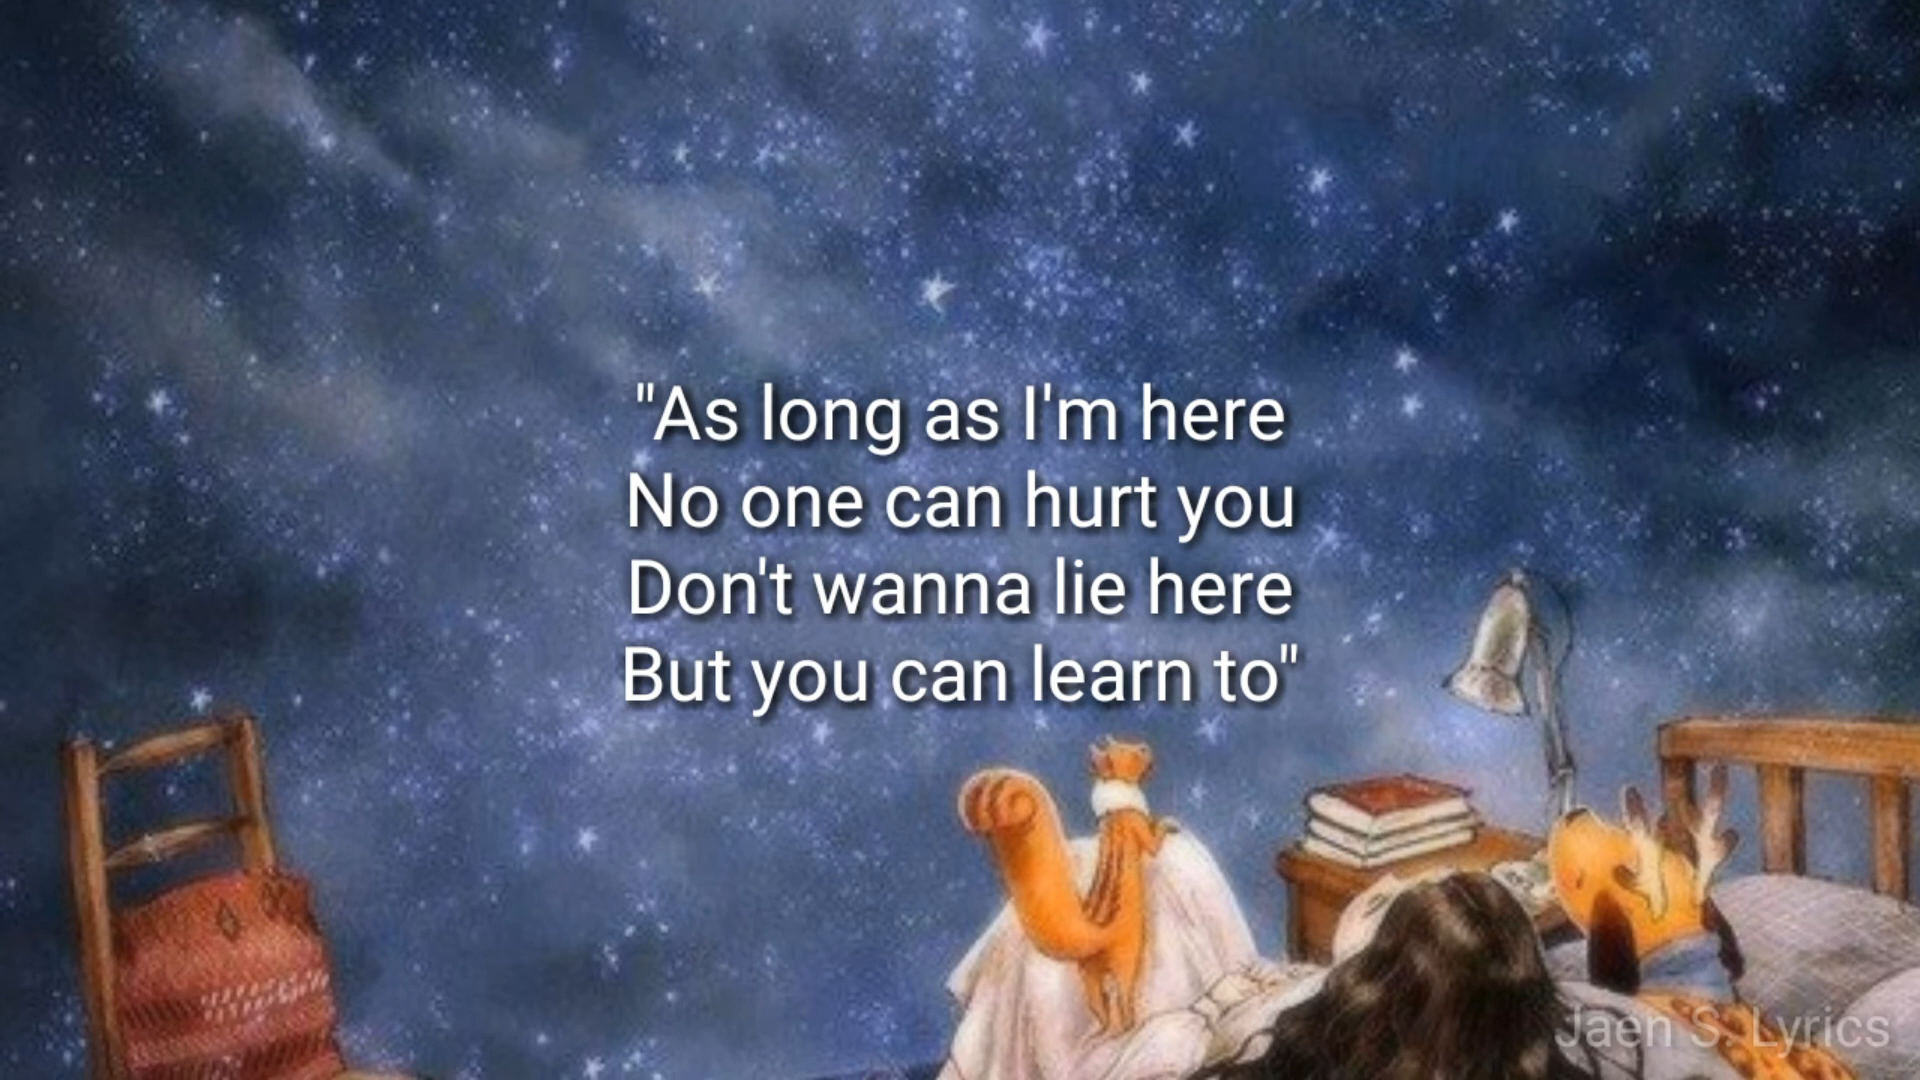 "As long as I'm here
No one can hurt you
Don't wanna lie here
But you can learn to"
Jaen S. Lyrics